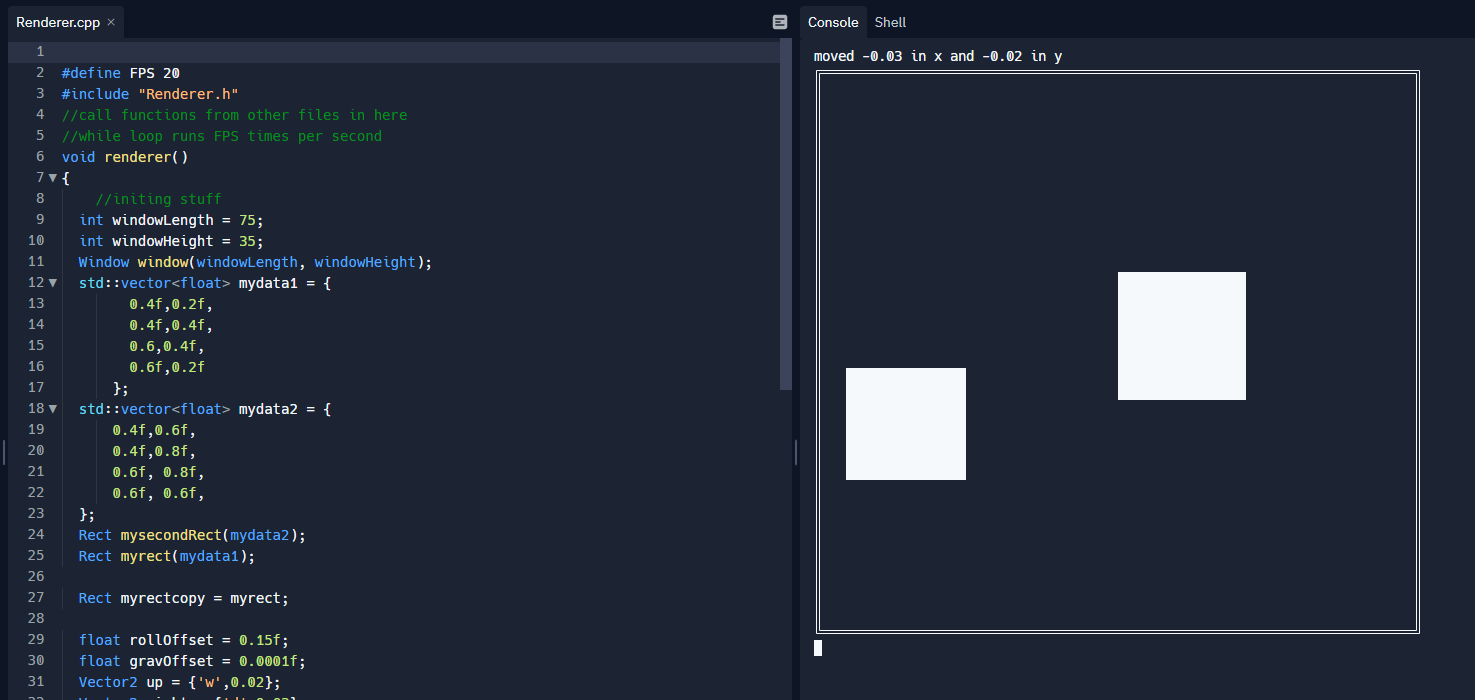 Renderer.cpp ×
1
2 #define FPS 20
3 #include "Renderer.h"
4 //call functions from other files in here
5 //while loop runs FPS times per second
6 void renderer()
7 {
8 //initing stuff
9 int windowLength = 75;
10 int windowHeight = 35;
11 Window window(windowLength, windowHeight);
12 std::vector<float> mydata1 = {
13 0.4f,0.2f,
14 0.4f,0.4f,
15 0.6,0.4f,
16 0.6f,0.2f
17 };
18 std::vector<float> mydata2 = {
19 0.4f,0.6f,
20 0.4f,0.8f,
21 0.6f, 0.8f,
22 0.6f, 0.6f,
23 };
24 Rect mysecondRect(mydata2);
25 Rect myrect(mydata1);
26
27 Rect myrectcopy = myrect;
28
29 float rollOffset = 0.15f;
30 float gravOffset = 0.0001f;
31 Vector2 up = {'w',0.02};
Console Shell
moved -0.03 in x and -0.02 in y